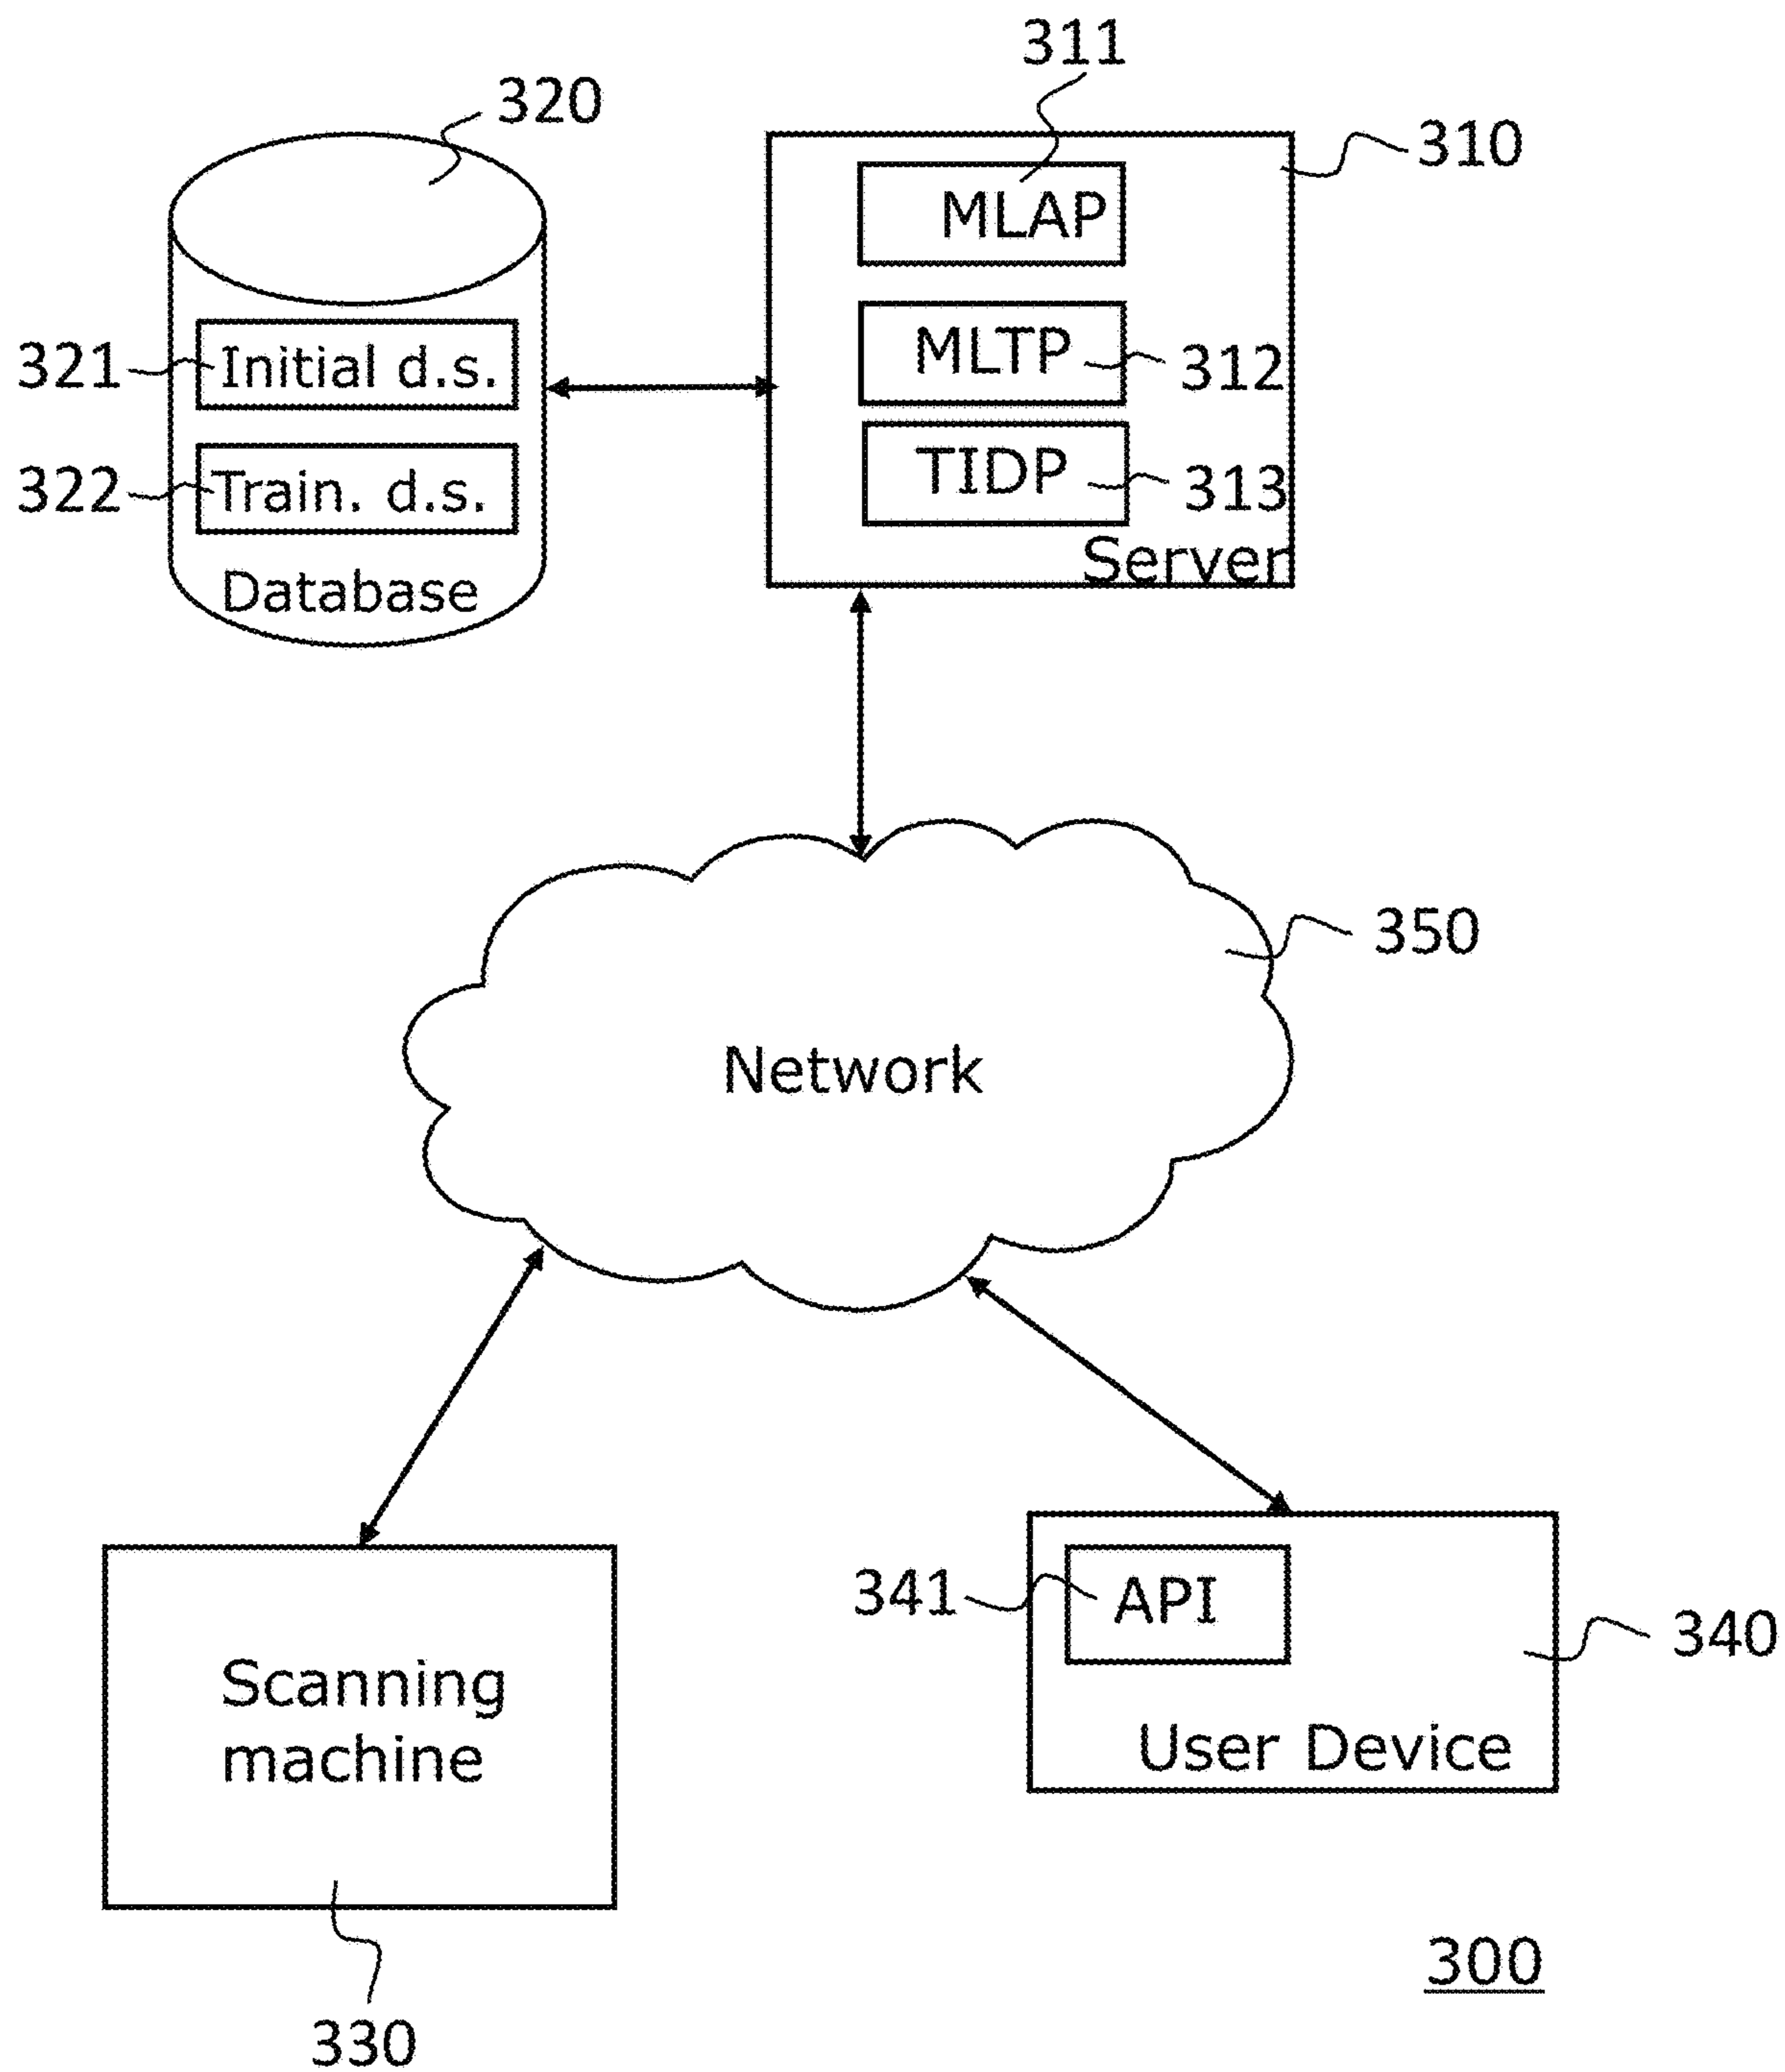 311
320
310
MLAP
321
Initial d.s.
MLTP
312
322
Train. d.s.
TIDP
313
Server
Database
350
Network
341
API
340
Scanning
machine
User Device
300
330